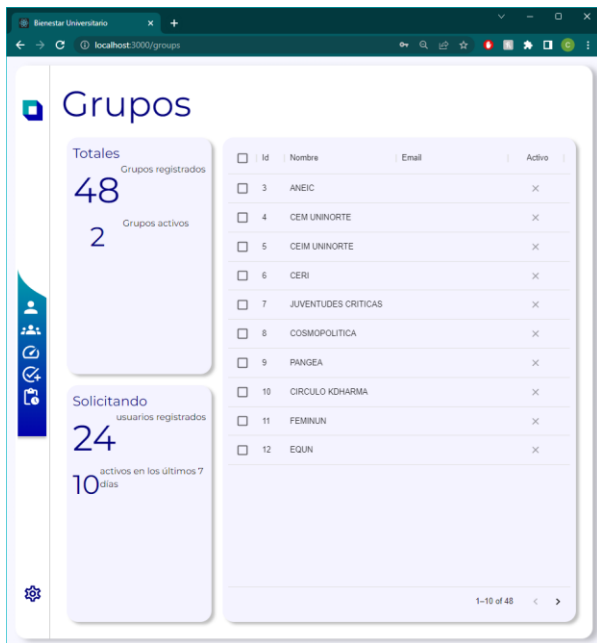 Bienestar Universitario
localhost:3000/groups
Grupos
Totales
Grupos registrados
48
Grupos activos
2
Solicitando
usuarios registrados
24
activos en los últimos 7
10 días
Id Nombre Email Activo
3 ANEIC
4 CEM UNINORTE
5 CEIM UNINORTE
6 CERI
7 JUVENTUDES CRITICAS
8 COSMOPOLITICA
9 PANGEA
10 CIRCULO KDHARMA
11 FEMINUN
12 EQUN
1–10 of 48